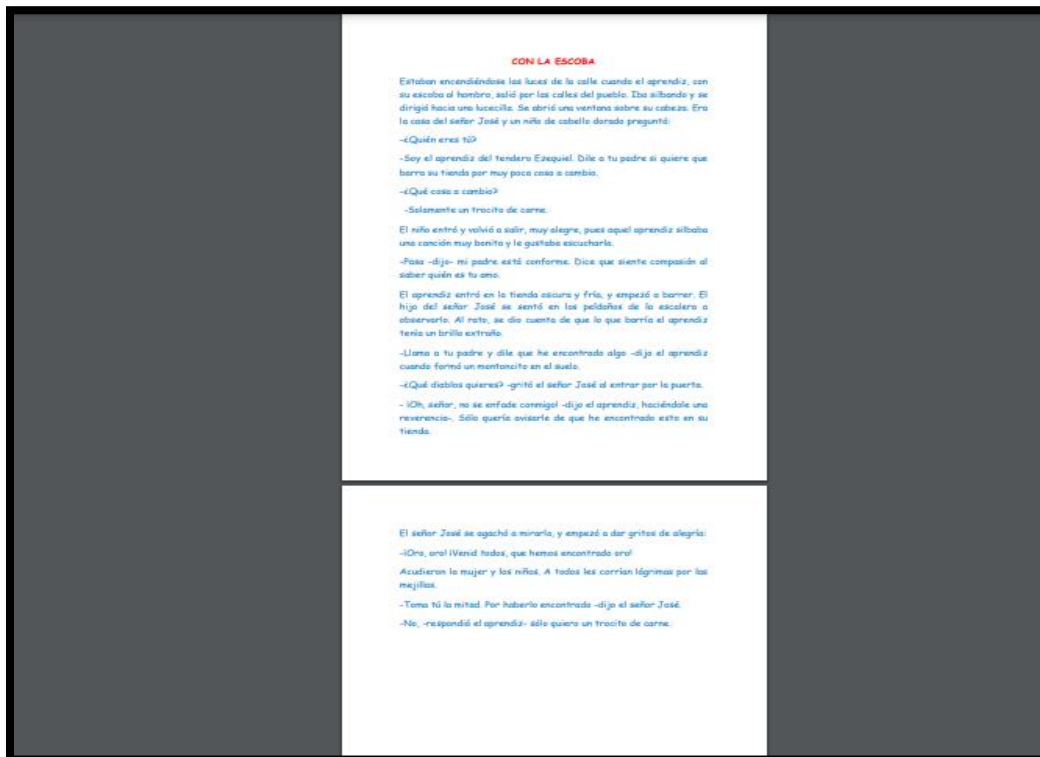 CON LA ESCOBA
Estaban encendiéndose las luces de la calle cuando el aprendiz, con
su escoba al hombro, salió por las calles del pueblo. Iba silbando y se
dirigió hacia una lucecilla. Se abrió una ventana sobre su cabeza. Era
la casa del señor José y un niño de cabello dorado preguntó:
-¿Quién eres tú?
-Soy el aprendiz del tendero Ezequiel. Dile a tu padre si quiere que
barra su tienda por muy poca cosa a cambio.
-¿Qué cosa a cambio?
-Solamente un trocito de carne.
El niño entró y volvió a salir, muy alegre, pues aquel aprendiz silbaba
una canción muy bonita y le gustaba escucharla.
-Pasa -dijo- mi padre está conforme. Dice que siente compasión al
saber quién es tu amo.
El aprendiz entró en la tienda oscura y fría, y empezó a barrer. El
hijo del señor José se sentó en los peldaños de la escalera a
observarlo. Al rato, se dio cuenta de que lo que barría el aprendiz
tenía un brillo extraño.
-Llama a tu padre y dile que he encontrado algo -dijo el aprendiz
cuando formó un montoncito en el suelo.
-¿Qué diablos quieres? -gritó el señor José al entrar por la puerta.
- ¡Oh, señor, no se enfade conmigo! -dijo el aprendiz, haciéndole una
reverencia-. Sólo quería avisarle de que he encontrado esto en su
tienda.
El señor José se agachó a mirarla, y empezó a dar gritos de alegría:
-¡Oro, oro! ¡Venid todos, que hemos encontrado oro!
Acudieron la mujer y los niños. A todos les corrían lágrimas por las
mejillas.
-Toma tú la mitad. Por haberlo encontrado -dijo el señor José.
-No, -respondió el aprendiz- sólo quiero un trocito de carne.